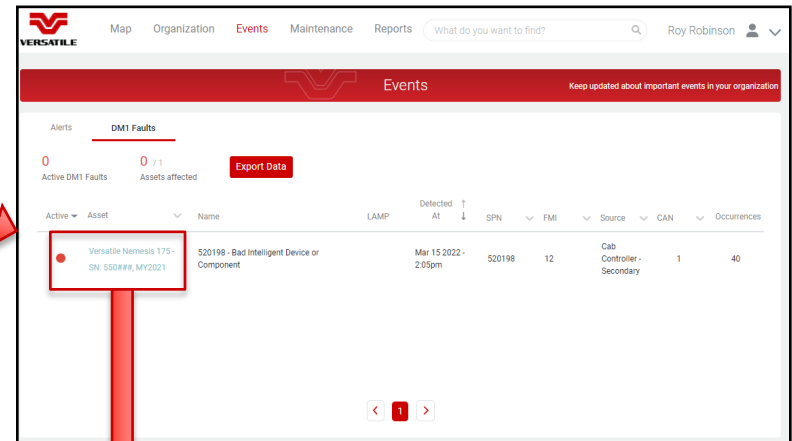 VERSATILE
Map Organization Events Maintenance Reports What do you want to find? Roy Robinson
Events
Keep updated about important events in your organization
Alerts DM1 Faults
0 0 / 1
Active DM1 Faults Assets affected
Export Data
Active Asset Name LAMP Detected At SPN FMI Source CAN Occurrences
Versatile Nemesis 175 -
SN: 550###, MY2021
520198 - Bad Intelligent Device or
Component
Mar 15 2022 -
2:05pm
520198 12
Cab
Controller -
Secondary
1 40
1